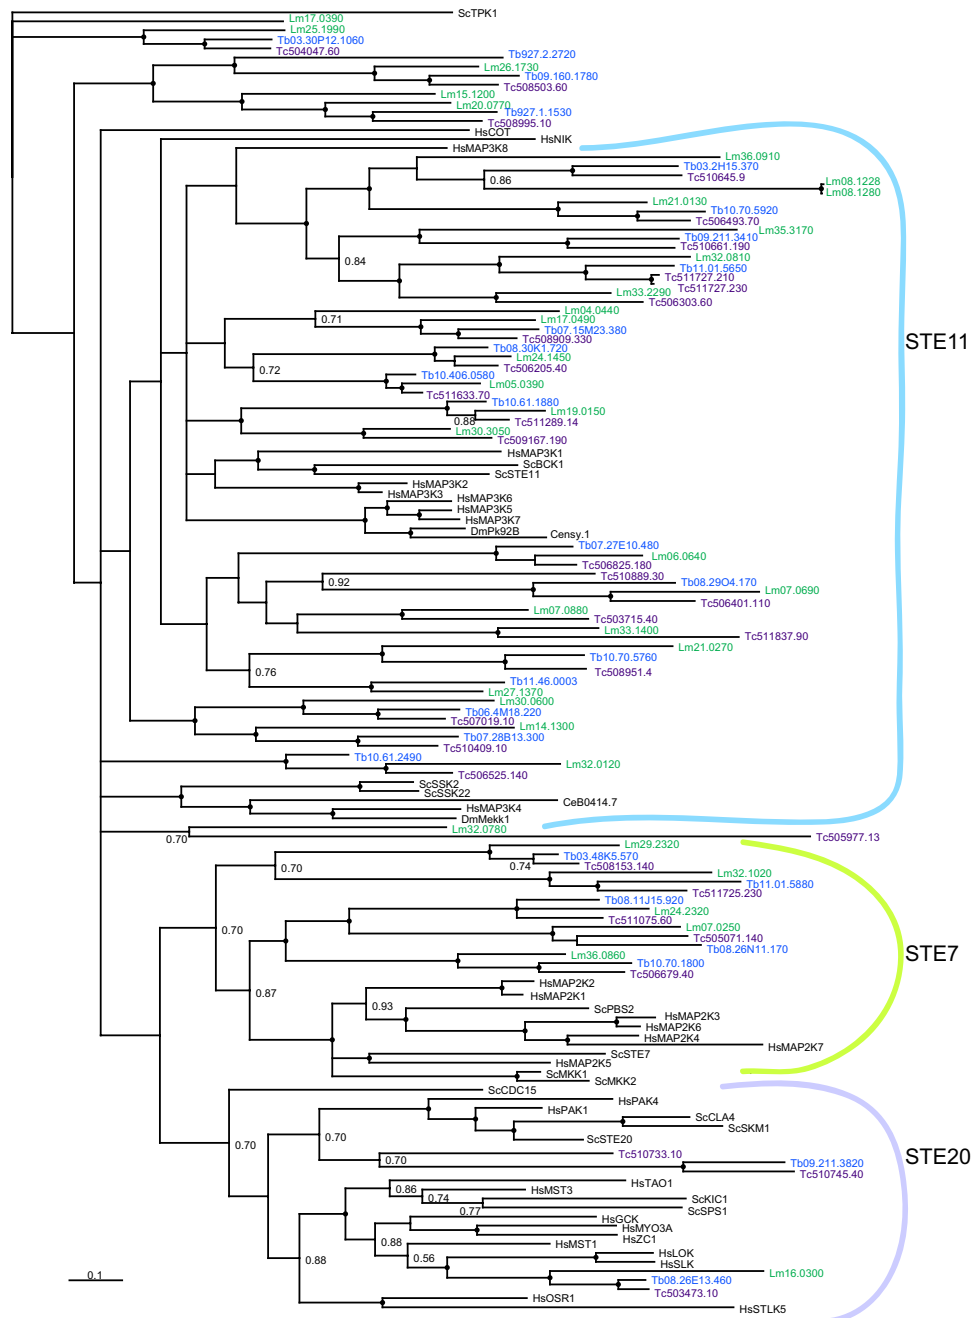 ScTPK1
Lm17.0390
Lm25.1990
Tb03.30P12.1060
Tc504047.60
Tb927.2.2720
Lm26.1730
Tb09.160.1780
Tc508503.60
Lm15.1200
Lm20.0770
Tb927.1.1530
Tc508995.10
HsCOT
HsNIK
HsMAP3K8
Lm36.0910
Tb03.2H15.370
Tc510645.9
0.86
Lm08.1228
Lm08.1280
Lm21.0130
Tb10.70.5920
Tc506493.70
Lm35.3170
Tb09.211.3410
Tc510661.190
0.84
Lm32.0810
Tb11.01.5650
Tc511727.210
Tc511727.230
Lm33.2290
Tc506303.60
Lm04.0440
0.71
Lm17.0490
Tb07.15M23.380
Tc508909.330
STE11
Tb08.30K1.720
Lm24.1450
Tc506205.40
0.72
Tb10.406.0580
Lm05.0390
Tc511633.70
Tb10.61.1880
Lm19.0150
0.88
Tc511289.14
Lm30.3050
Tc509167.190
HsMAP3K1
ScBCK1
ScSTE11
HsMAP3K2
HsMAP3K3
HsMAP3K6
HsMAP3K5
HsMAP3K7
DmPk92B
Censy.1
Tb07.27E10.480
Lm06.0640
Tc506825.180
Tc510889.30
0.92
Tb08.29O4.170
Lm07.0690
Tc506401.110
Lm07.0880
Tc503715.40
Lm33.1400
Tc511837.90
Lm21.0270
Tb10.70.5760
Tc508951.4
0.76
Tb11.46.0003
Lm27.1370
Lm30.0600
Tb06.4M18.220
Tc507019.10
Lm14.1300
Tb07.28B13.300
Tc510409.10
Tb10.61.2490
Lm32.0120
Tc506525.140
ScSSK2
ScSSK22
CeB0414.7
HsMAP3K4
DmMekk1
Lm32.0780
0.70
Tc505977.13
Lm29.2320
Tb03.48K5.570
0.74
Tc508153.140
0.70
Lm32.1020
Tb11.01.5880
Tc511725.230
Tb08.11J15.920
Lm24.2320
Tc511075.60
0.70
Lm07.0250
Tc505071.140
Tb08.26N11.170
STE7
Lm36.0860
Tb10.70.1800
Tc506679.40
0.87
HsMAP2K2
HsMAP2K1
0.93
ScPBS2
HsMAP2K3
HsMAP2K6
HsMAP2K4
HsMAP2K7
ScSTE7
HsMAP2K5
ScMKK1
ScMKK2
ScCDC15
HsPAK4
HsPAK1
ScCLA4
ScSKM1
0.70
0.70
ScSTE20
Tc510733.10
0.70
Tb09.211.3820
Tc510745.40
STE20
HsTAO1
0.86
HsMST3
0.74
ScKIC1
ScSPS1
0.77
HsGCK
HsMYO3A
HsZC1
0.88
HsMST1
0.56
HsLOK
HsSLK
0.88
Lm16.0300
Tb08.26E13.460
Tc503473.10
0.1
HsOSR1
HsSTLK5